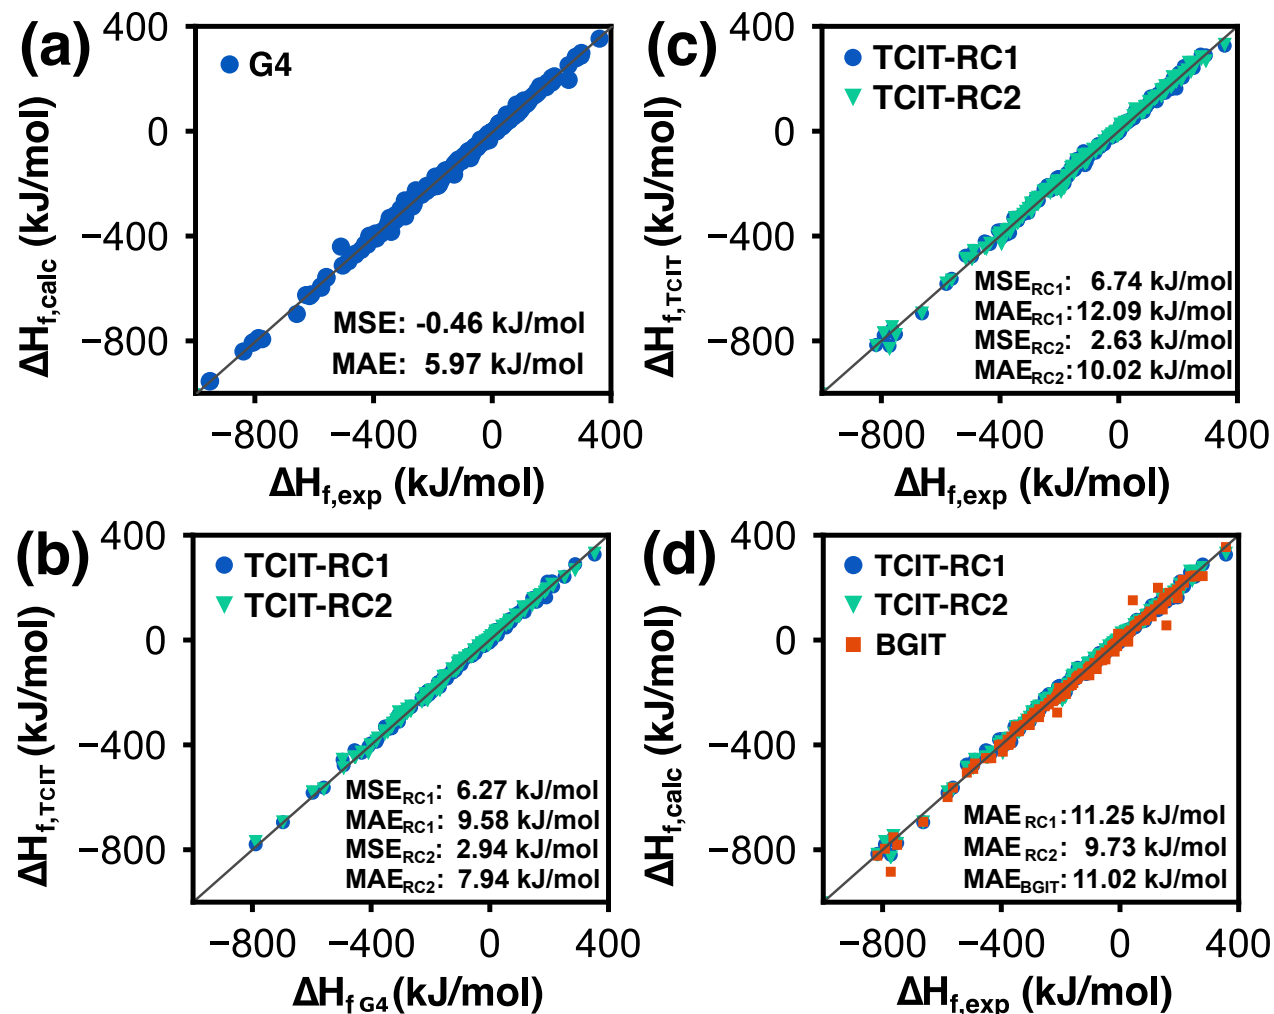 (a)
400
0
−400
−800
ΔHf,calc (kJ/mol)
G4
MSE: -0.46 kJ/mol
MAE: 5.97 kJ/mol
−800 −400 0 400
ΔHf,exp (kJ/mol)
(c)
400
0
−400
−800
ΔHf,TCIT (kJ/mol)
TCIT-RC1
TCIT-RC2
MSERC1: 6.74 kJ/mol
MAERC1: 12.09 kJ/mol
MSERC2: 2.63 kJ/mol
MAERC2: 10.02 kJ/mol
−800 −400 0 400
ΔHf,exp (kJ/mol)
(b)
400
0
−400
−800
ΔHf,TCIT (kJ/mol)
TCIT-RC1
TCIT-RC2
MSERC1: 6.27 kJ/mol
MAERC1: 9.58 kJ/mol
MSERC2: 2.94 kJ/mol
MAERC2: 7.94 kJ/mol
−800 −400 0 400
ΔHf G4 (kJ/mol)
(d)
400
0
−400
−800
ΔHf,calc (kJ/mol)
TCIT-RC1
TCIT-RC2
BGIT
MAE RC1: 11.25 kJ/mol
MAE RC2: 9.73 kJ/mol
MAEBGIT: 11.02 kJ/mol
−800 −400 0 400
ΔHf,exp (kJ/mol)